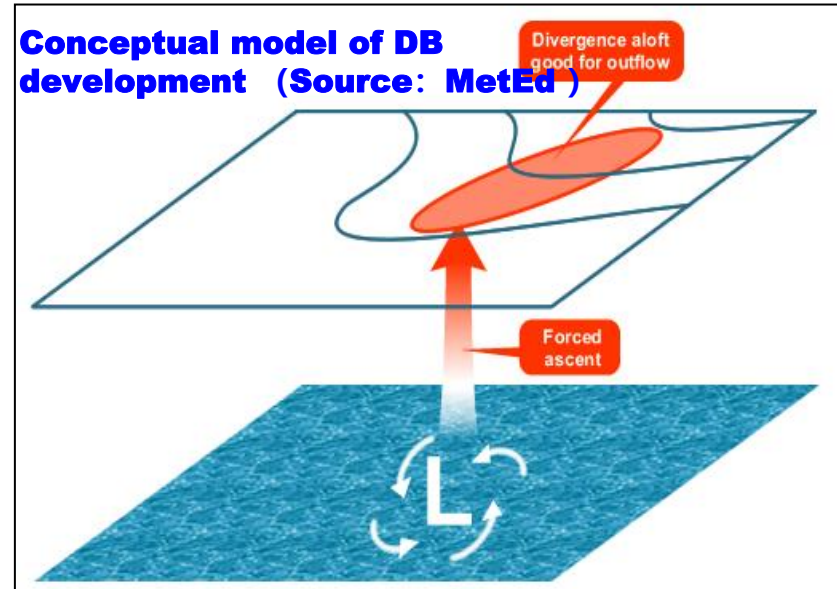 Conceptual model of DB
development （Source：MetEd ）
Divergence aloft
good for outflow
Forced
ascent
L